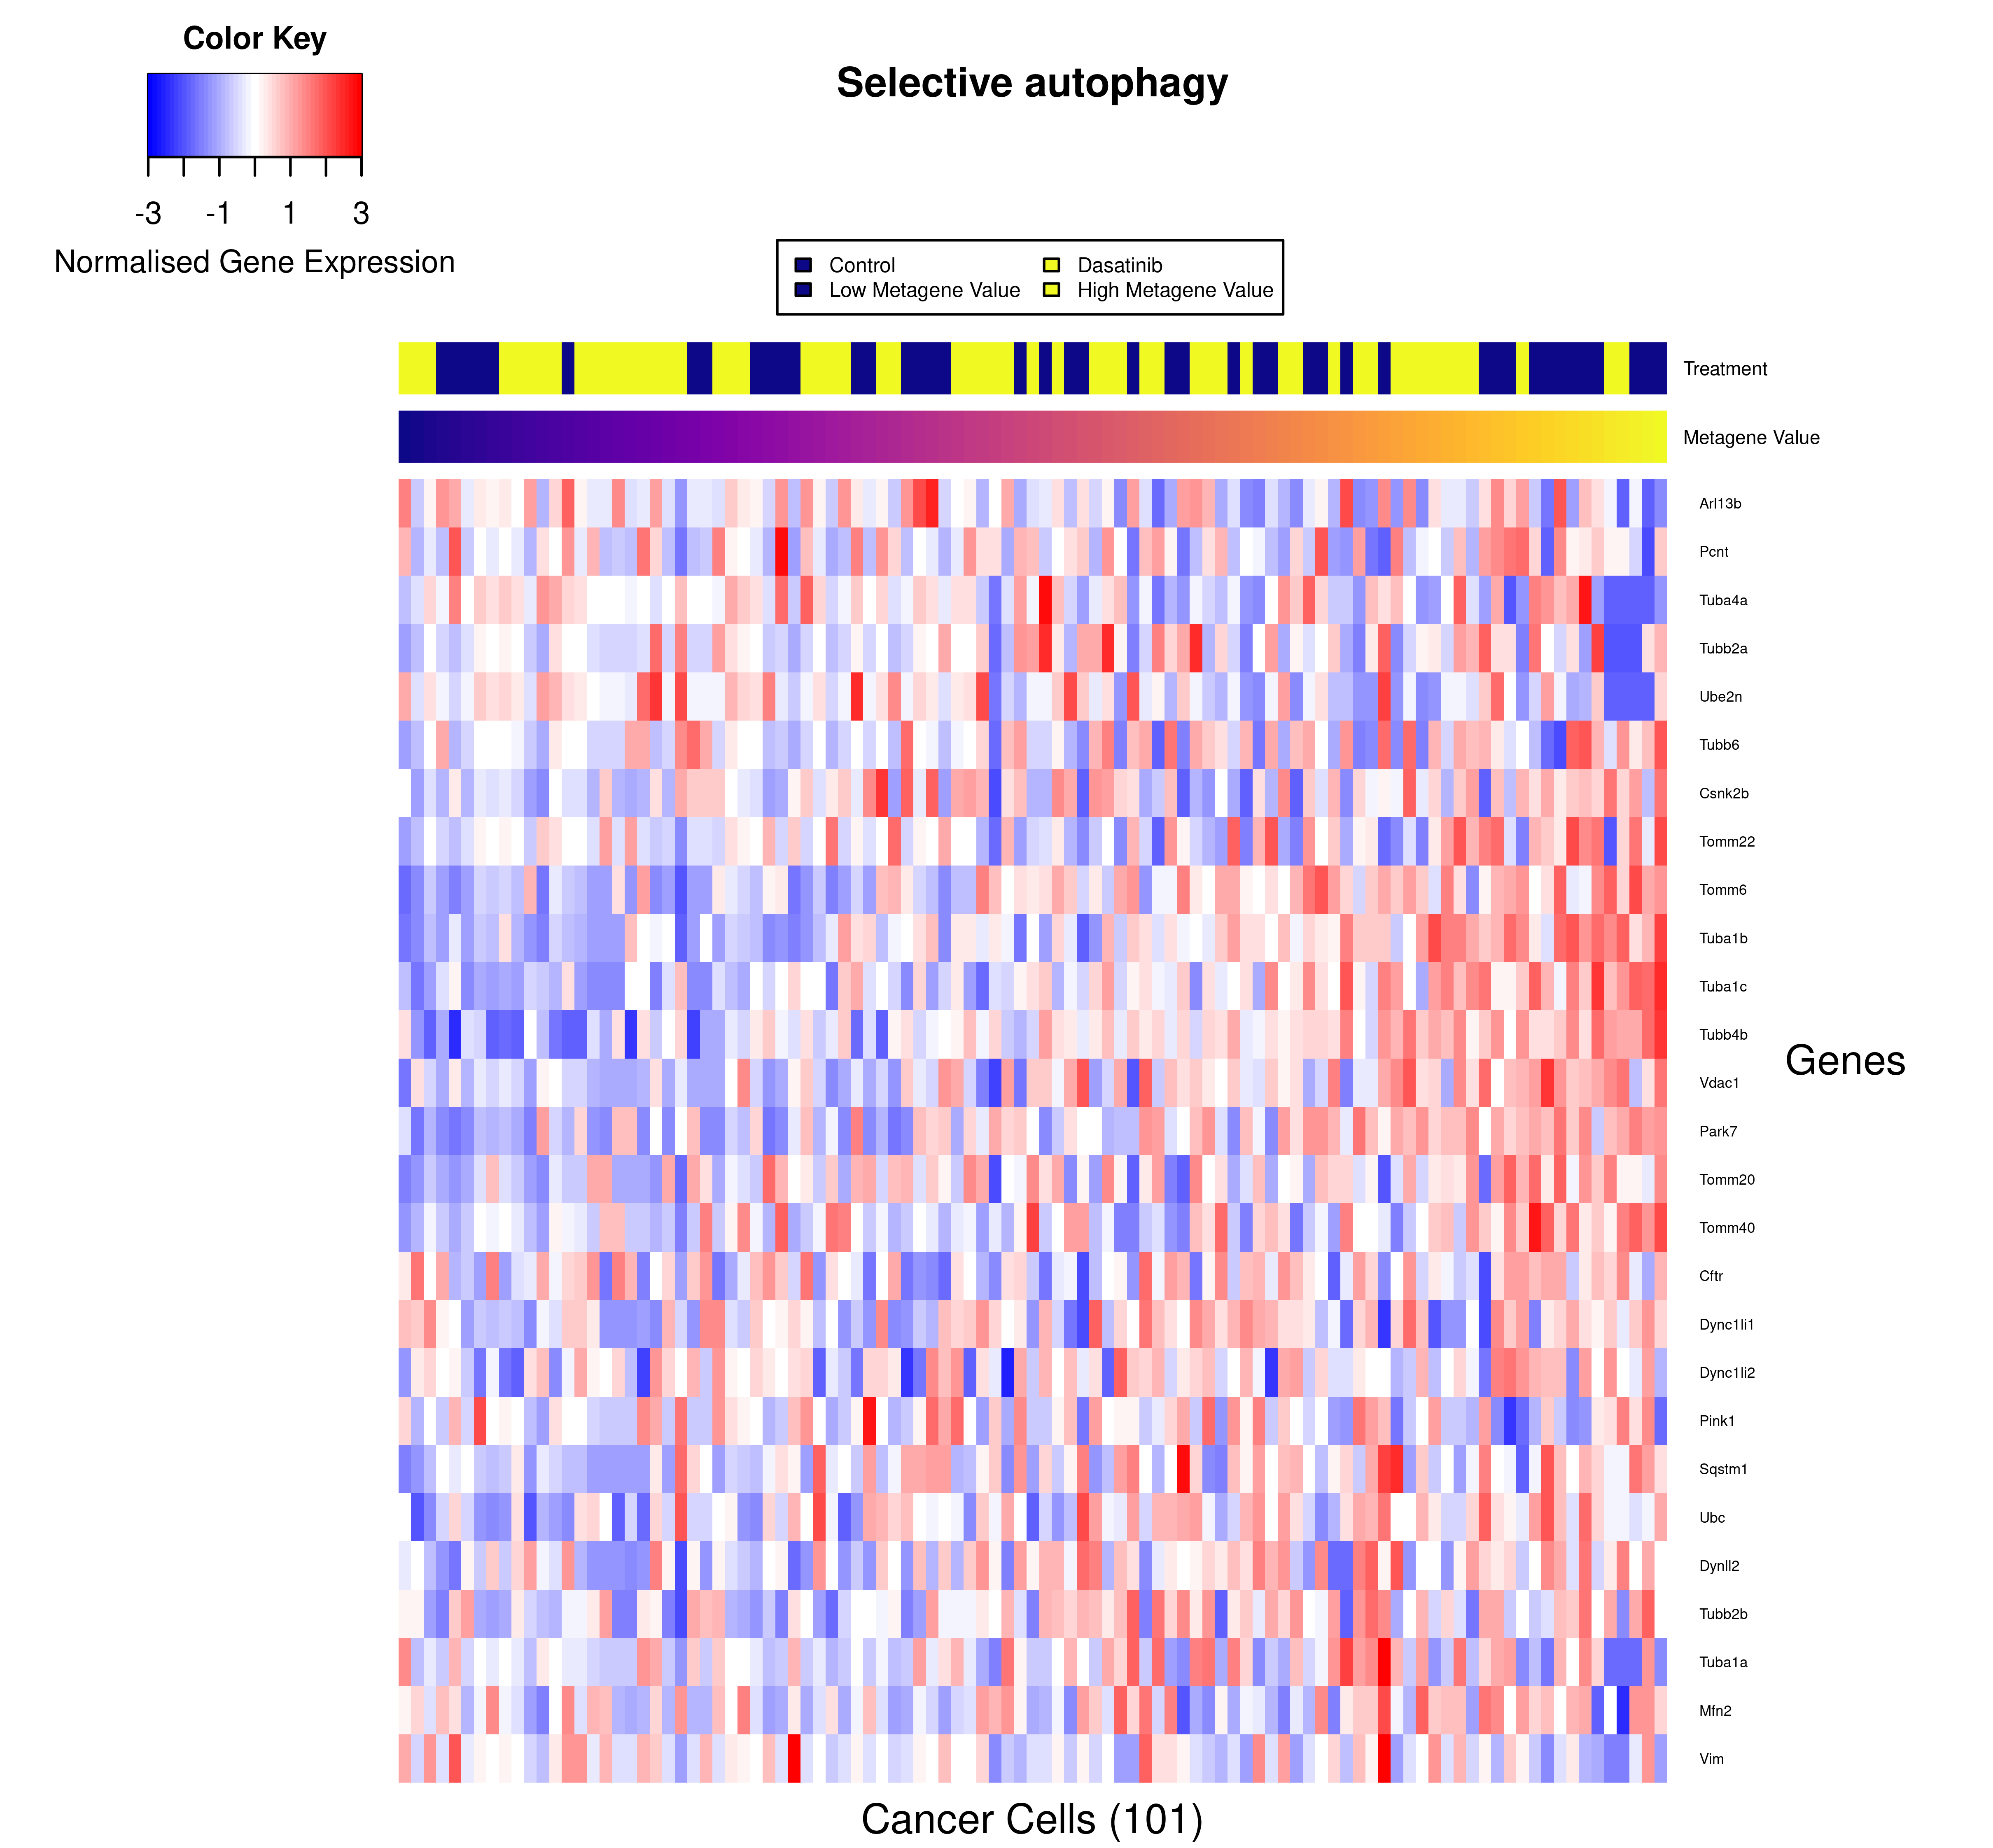 Color Key
-3 -1 1 3
Normalised Gene Expression
Selective autophagy
Control Dasatinib
Low Metagene Value High Metagene Value
Treatment
Metagene Value
Arl13b
Pcnt
Tuba4a
Tubb2a
Ube2n
Tubb6
Csnk2b
Tomm22
Tomm6
Tuba1b
Tuba1c
Tubb4b
Genes
Vdac1
Park7
Tomm20
Tomm40
Cftr
Dync1li1
Dync1li2
Pink1
Sqstm1
Ubc
Dynll2
Tubb2b
Tuba1a
Mfn2
Vim
Cancer Cells (101)